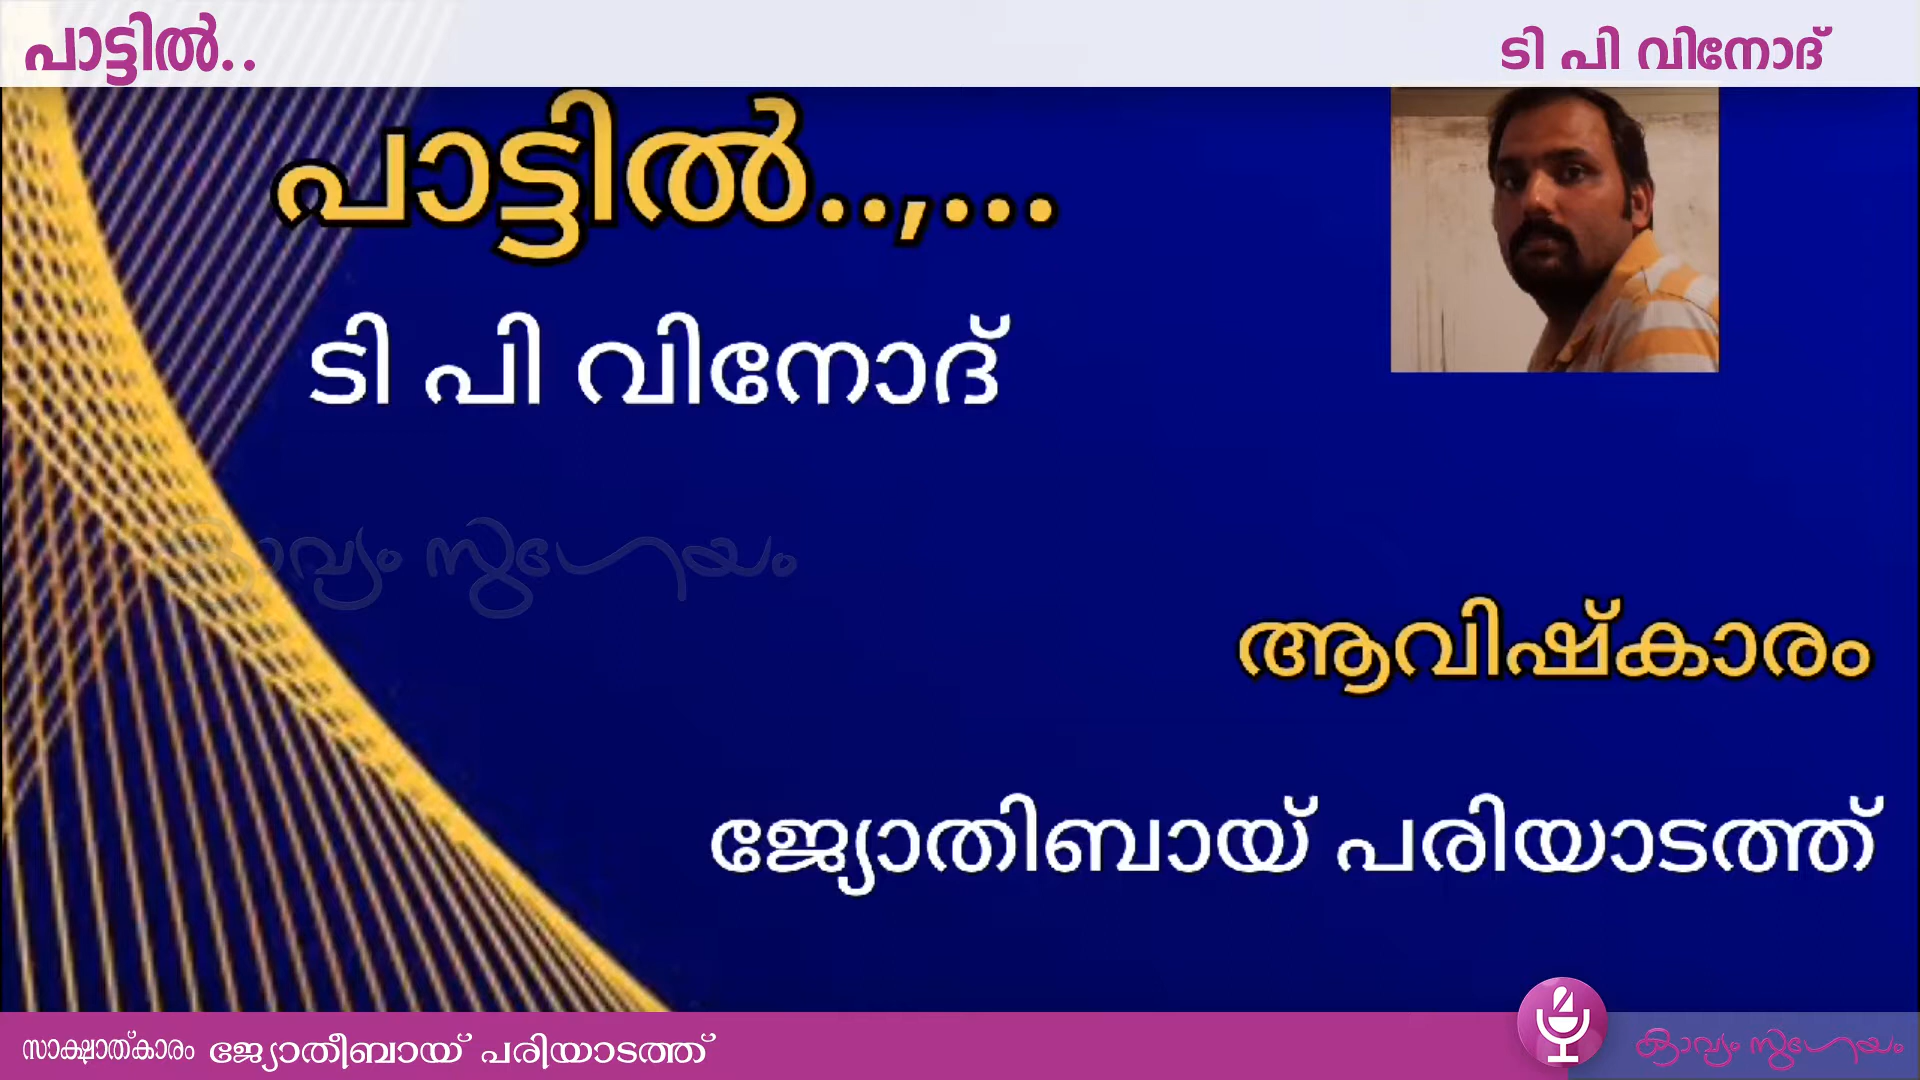 പാട്ടിൽ..
ടി പി വിനോദ്
പാട്ടിൽ..,...
ടി പി വിനോദ്
കാവ്യം സുഗേയം
ആവിഷ്കാരം
ജ്യോതിബായ് പരിയാടത്ത്
സാക്ഷാത്കാരം ജ്യോതീബായ് പരിയാടത്ത്
കാവ്യം സുഗേയം